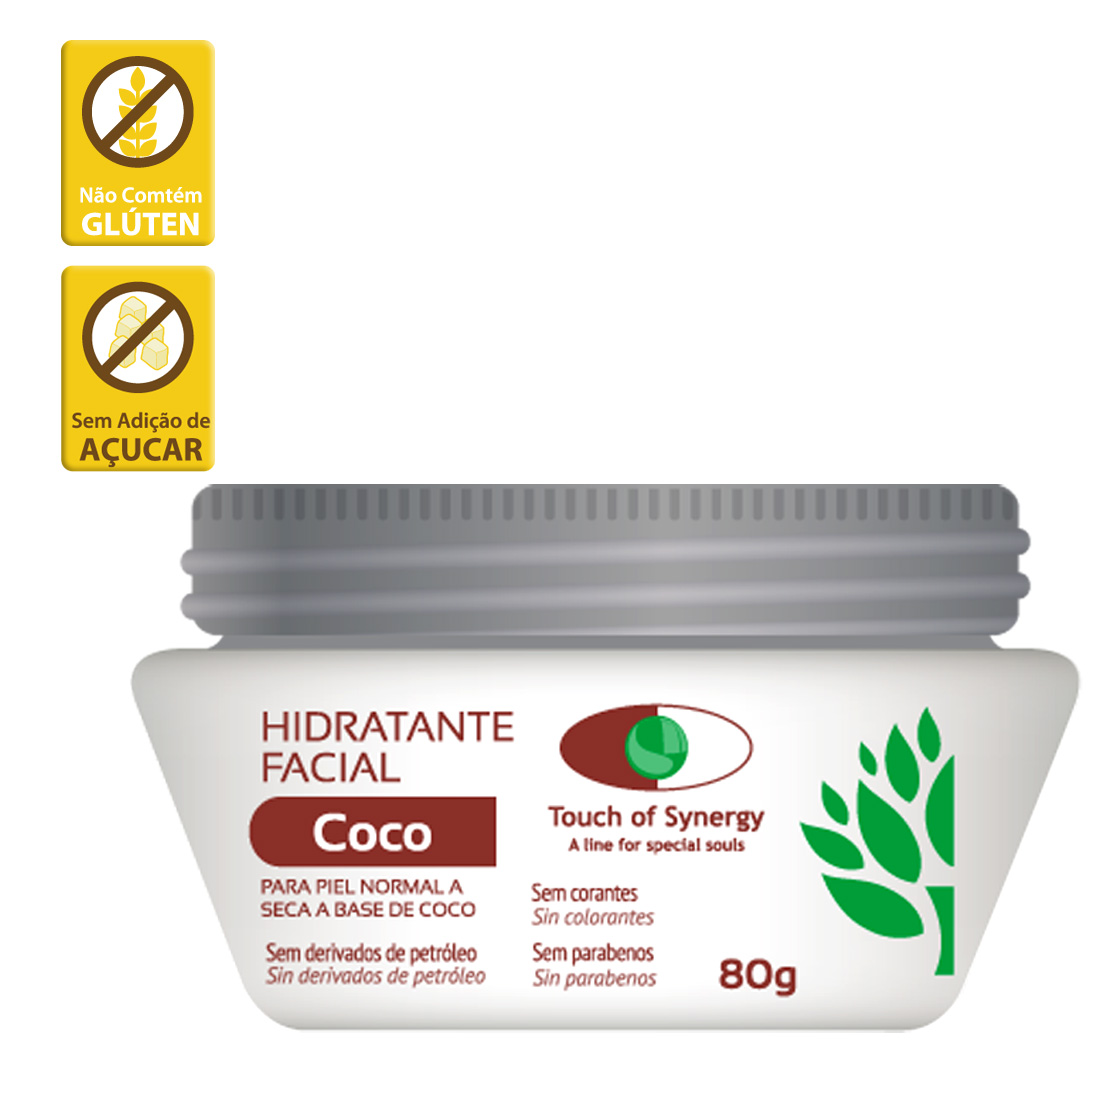 Não Comtém
GLÚTEN
Sem Adição de
AÇUCAR
HIDRATANTE
FACIAL
Coco
PARA PIEL NORMAL A
SECA A BASE DE COCO
Sem derivados de petróleo
Sin derivados de petróleo
Touch of Synergy
A line for special souls
Sem corantes
Sin colorantes
Sem parabenos
Sin parabenos
80g